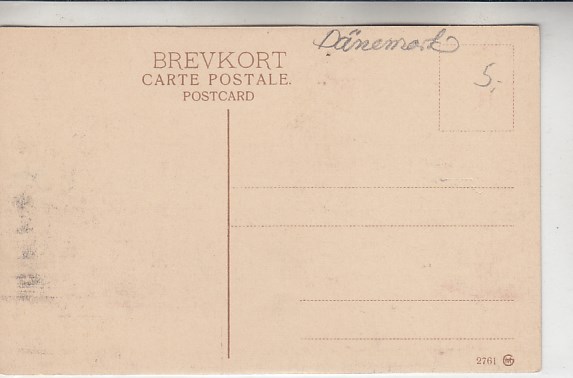 Dänemark
BREVKORT
CARTE POSTALE.
POSTCARD
5,-
2761